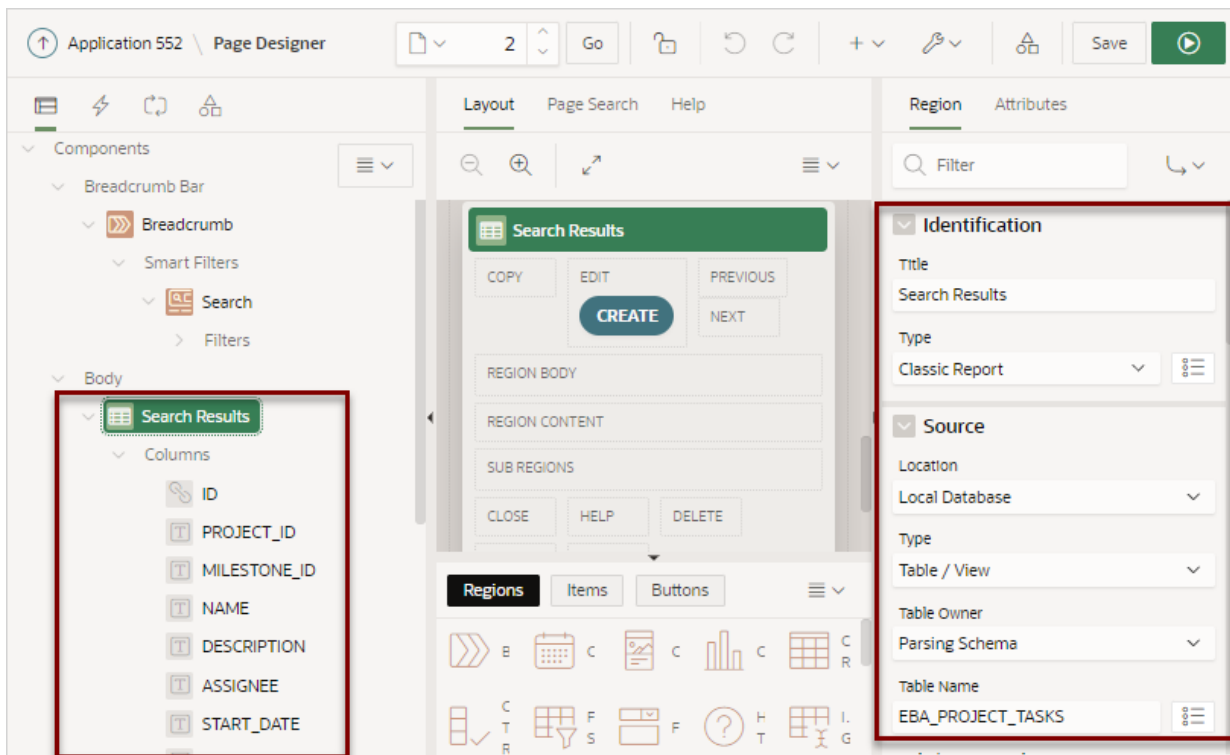 Application 552 \ Page Designer
2
Go
Save
Components
Breadcrumb Bar
Breadcrumb
Smart Filters
Search
Filters
Body
Search Results
Columns
ID
PROJECT_ID
MILESTONE_ID
NAME
DESCRIPTION
ASSIGNEE
START_DATE
Layout Page Search Help
Search Results
COPY EDIT PREVIOUS
CREATE NEXT
REGION BODY
REGION CONTENT
SUB REGIONS
CLOSE HELP DELETE
Regions Items Buttons
B C C C C
R
C F F H I.
T S T G
R
Region Attributes
Filter
Identification
Title
Search Results
Type
Classic Report
Source
Location
Local Database
Type
Table / View
Table Owner
Parsing Schema
Table Name
EBA_PROJECT_TASKS